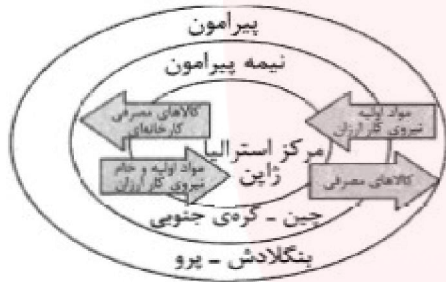 پیرامون
نیمه پیرامون
مواد اولیه
نیروی کار ارزان
کالاهای مصرفی
کارخانه‌ای
مرکز استرالیا
ژاپن
مواد اولیه و خام
نیروی کار ارزان
کالاهای مصرفی
چین - کره‌ی جنوبی
بنگلادش - پرو